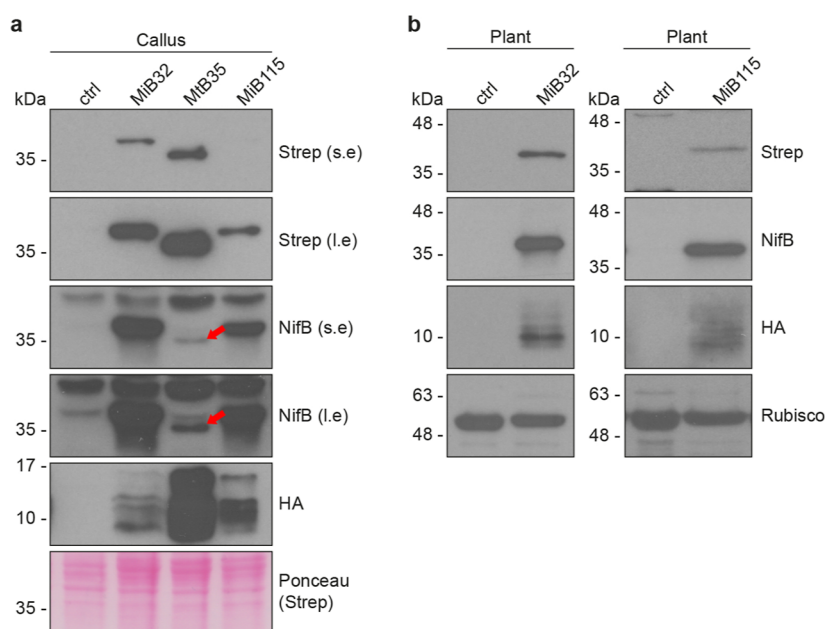 a
Callus
kDa
ctrl
MiB32
MtB35
MiB115
35 -
Strep (s.e)
35 -
Strep (l.e)
35 -
NifB (s.e)
35 -
NifB (l.e)
17 -
10 -
HA
35 -
Ponceau
(Strep)
b
Plant
kDa
ctrl
MiB32
48 -
35 -
48 -
35 -
10 -
63 -
48 -
Plant
kDa
ctrl
MiB115
48 -
35 -
Strep
48 -
35 -
NifB
10 -
HA
63 -
48 -
Rubisco